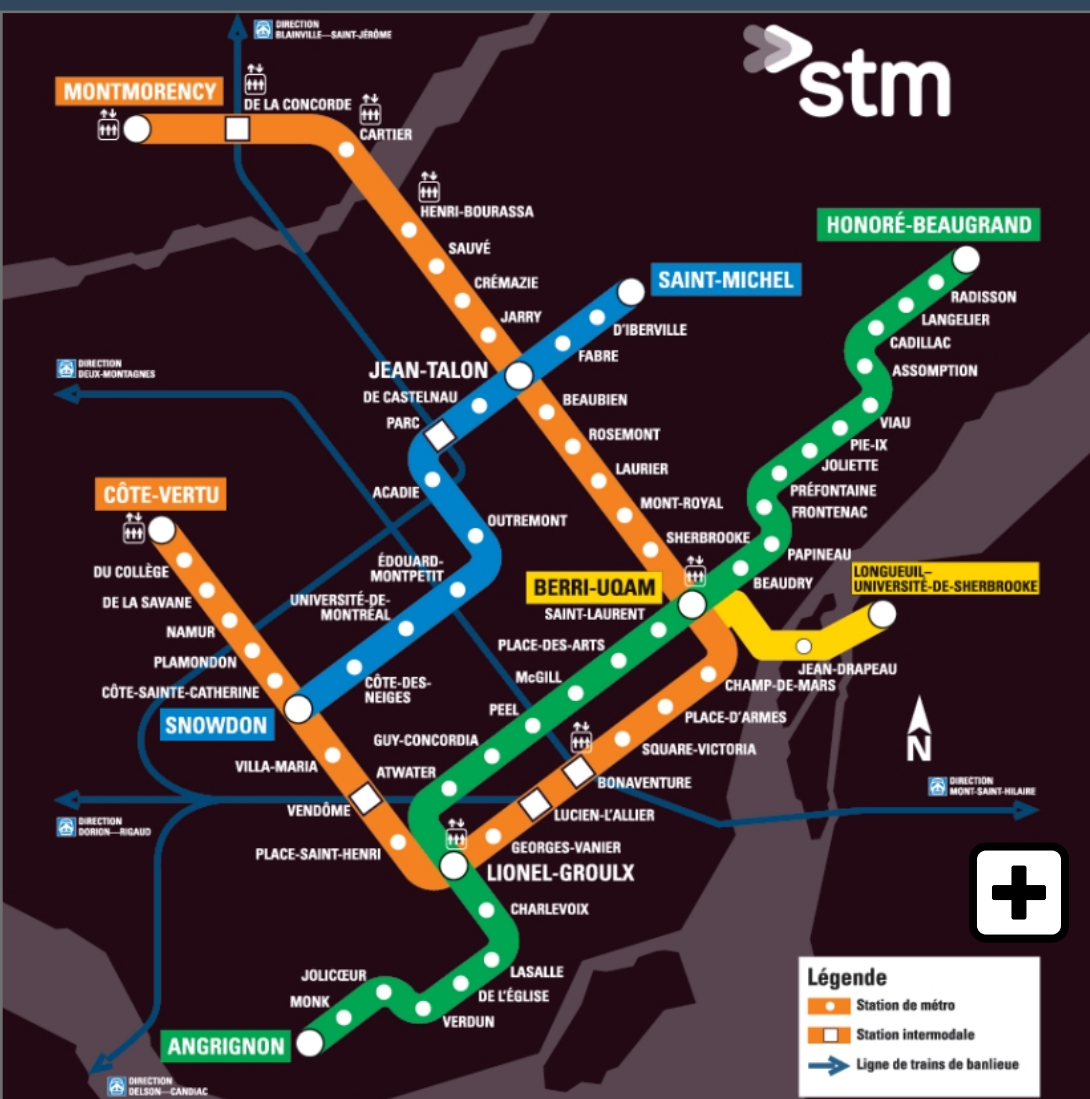 DIRECTION
BLAINVILLE—SAINT-JÉRÔME
stm
MONTMORENCY
DE LA CONCORDE
CARTIER
HENRI-BOURASSA
HONORÉ-BEAUGRAND
SAUVÉ
CRÉMAZIE
SAINT-MICHEL
RADISSON
JARRY
LANGELIER
D'IBERVILLE
CADILLAC
FABRE
DIRECTION
DEUX-MONTAGNES
JEAN-TALON
ASSOMPTION
DE CASTELNAU
BEAUBIEN
PARC
VIAU
ROSEMONT
PIE-IX
LAURIER
JOLIETTE
CÔTE-VERTU
ACADIE
PRÉFONTAINE
MONT-ROYAL
FRONTENAC
OUTREMONT
SHERBROOKE
PAPINEAU
DU COLLÈGE
ÉDOUARD-
MONTPETIT
BERRI-UQAM
BEAUDRY
LONGUEUIL–
UNIVERSITÉ-DE-SHERBROOKE
DE LA SAVANE
UNIVERSITÉ-DE-
MONTRÉAL
SAINT-LAURENT
NAMUR
PLACE-DES-ARTS
PLAMONDON
McGILL
JEAN-DRAPEAU
CÔTE-SAINTE-CATHERINE
CÔTE-DES-
NEIGES
CHAMP-DE-MARS
PEEL
PLACE-D'ARMES
SNOWDON
GUY-CONCORDIA
SQUARE-VICTORIA
N
VILLA-MARIA
ATWATER
BONAVENTURE
DIRECTION
MONT-SAINT-HILAIRE
VENDÔME
LUCIEN-L'ALLIER
DIRECTION
DORION—RIGAUD
PLACE-SAINT-HENRI
GEORGES-VANIER
LIONEL-GROULX
CHARLEVOIX
JOLICŒUR
LASALLE
MONK
DE L'ÉGLISE
VERDUN
ANGRIGNON
DIRECTION
DELSON—CANDIAC
Légende
Station de métro
Station intermodale
Ligne de trains de banlieue